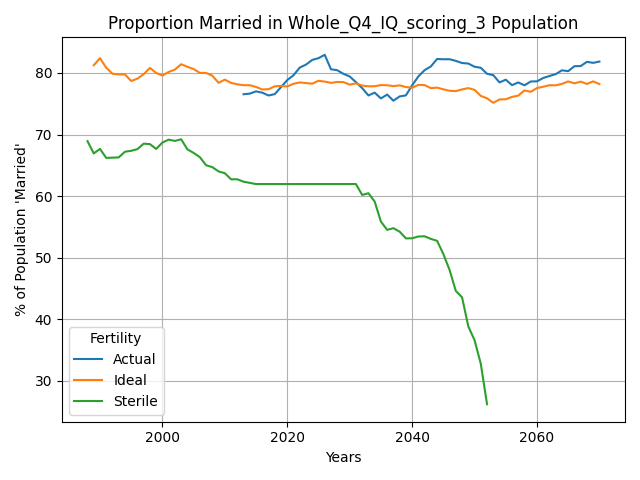 Proportion Married in Whole_Q4_IQ_scoring_3 Population
% of Population 'Married'
80
70
60
50
40
30
Fertility
Actual
Ideal
Sterile
2000 2020 2040 2060
Years